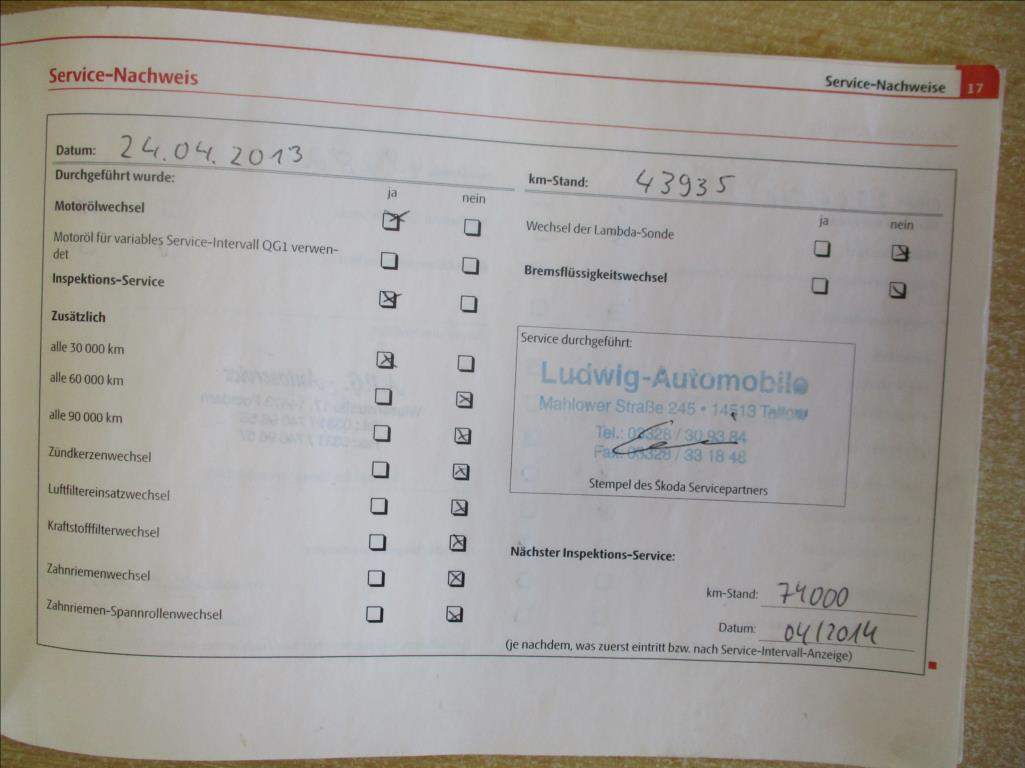 Service-Nachweis
Service-Nachweise 17
Datum: 24.04.2013
km-Stand: 43935
Durchgeführt wurde:
ja nein
Motorölwechsel
Motoröl für variables Service-Intervall QG1 verwen-
det
Inspektions-Service
Zusätzlich
alle 30 000 km
alle 60 000 km
alle 90 000 km
Zündkerzenwechsel
Luftfiltereinsatzwechsel
Kraftstofffilterwechsel
Zahnriemenwechsel
Zahnriemen-Spannrollenwechsel
ja nein
Wechsel der Lambda-Sonde
Bremsflüssigkeitswechsel
Service durchgeführt:
Ludwig-Automobile
Mahlower Straße 245 • 14513 Teltow
Tel.: 03328 / 30 93 84
Fax: 03328 / 33 18 46
Stempel des Škoda Servicepartners
Nächster Inspektions-Service:
km-Stand: 74000
Datum: 04/2014
(je nachdem, was zuerst eintritt bzw. nach Service-Intervall-Anzeige)